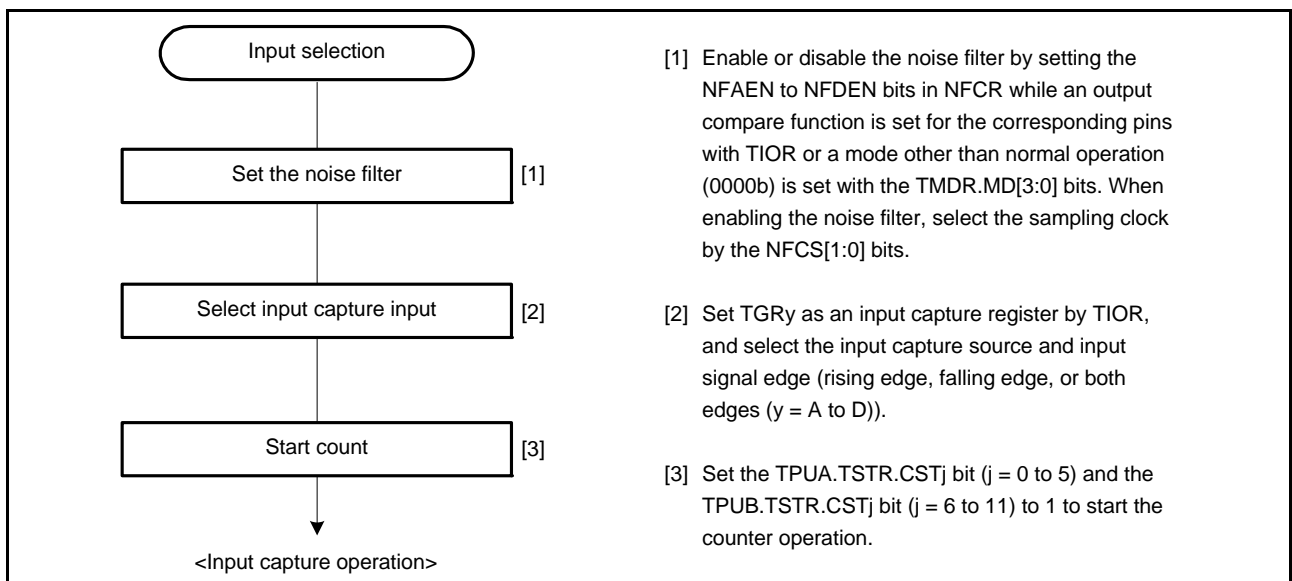 Input selection
Set the noise filter
[1]
Select input capture input
[2]
Start count
[3]
<Input capture operation>
[1] Enable or disable the noise filter by setting the
NFAEN to NFDEN bits in NFCR while an output
compare function is set for the corresponding pins
with TIOR or a mode other than normal operation
(0000b) is set with the TMDR.MD[3:0] bits. When
enabling the noise filter, select the sampling clock
by the NFCS[1:0] bits.
[2] Set TGRy as an input capture register by TIOR,
and select the input capture source and input
signal edge (rising edge, falling edge, or both
edges (y = A to D)).
[3] Set the TPUA.TSTR.CSTj bit (j = 0 to 5) and the
TPUB.TSTR.CSTj bit (j = 6 to 11) to 1 to start the
counter operation.